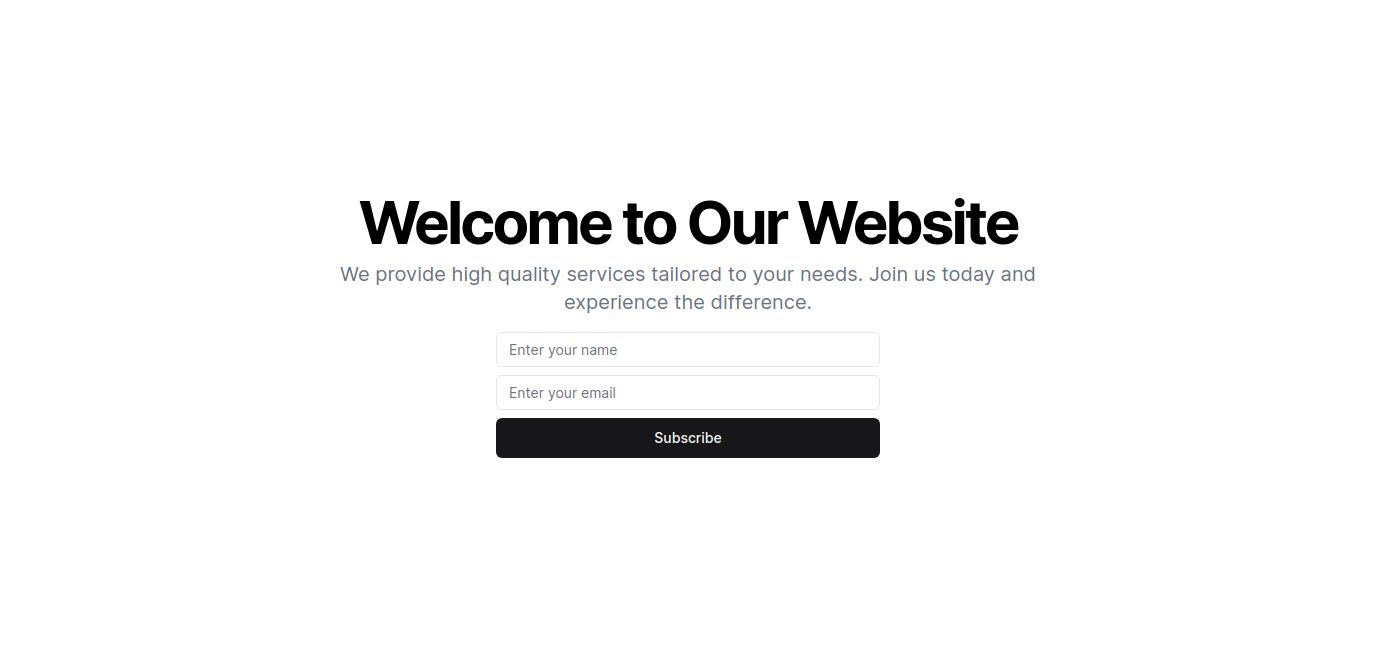 Welcome to Our Website
We provide high quality services tailored to your needs. Join us today and
experience the difference.
Enter your name
Enter your email
Subscribe